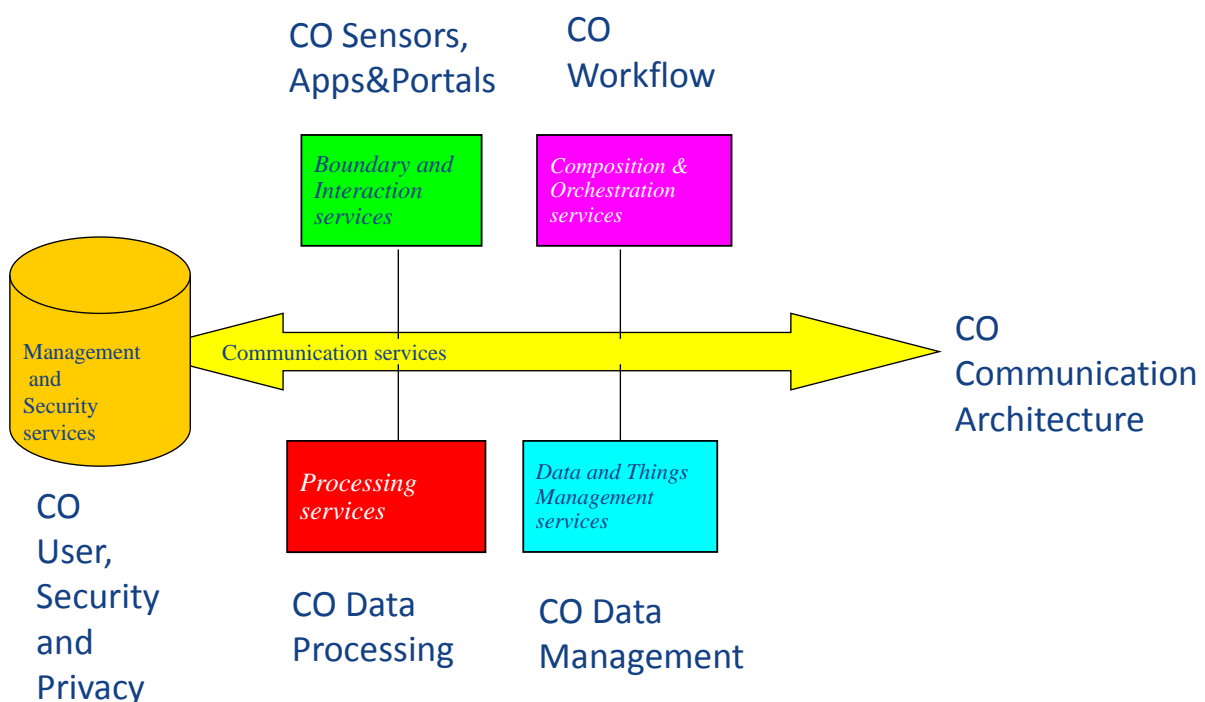 CO Sensors,
Apps&Portals
CO
Workflow
Boundary and
Interaction
services
Composition &
Orchestration
services
Management
and
Security
services
Communication services
CO
Communication
Architecture
Processing
services
Data and Things
Management
services
CO
User,
Security
and
Privacy
CO Data
Processing
CO Data
Management